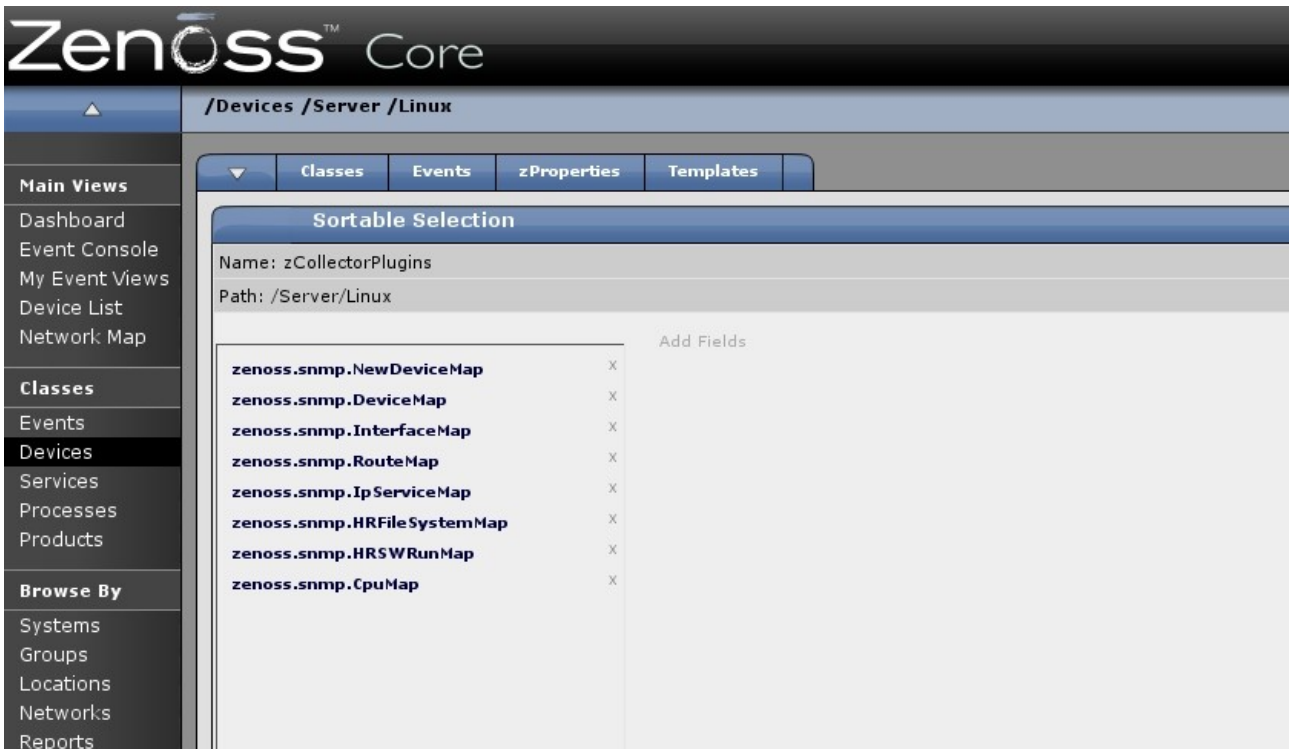 Zenoss™ Core
/Devices /Server /Linux
Classes Events zProperties Templates
Main Views
Dashboard
Event Console
My Event Views
Device List
Network Map
Classes
Events
Devices
Services
Processes
Products
Browse By
Systems
Groups
Locations
Networks
Reports
Sortable Selection
Name: zCollectorPlugins
Path: /Server/Linux
Add Fields
zenoss.snmp.NewDeviceMap x
zenoss.snmp.DeviceMap x
zenoss.snmp.InterfaceMap x
zenoss.snmp.RouteMap x
zenoss.snmp.IpServiceMap x
zenoss.snmp.HRFileSystemMap x
zenoss.snmp.HRSWRunMap x
zenoss.snmp.CpuMap x